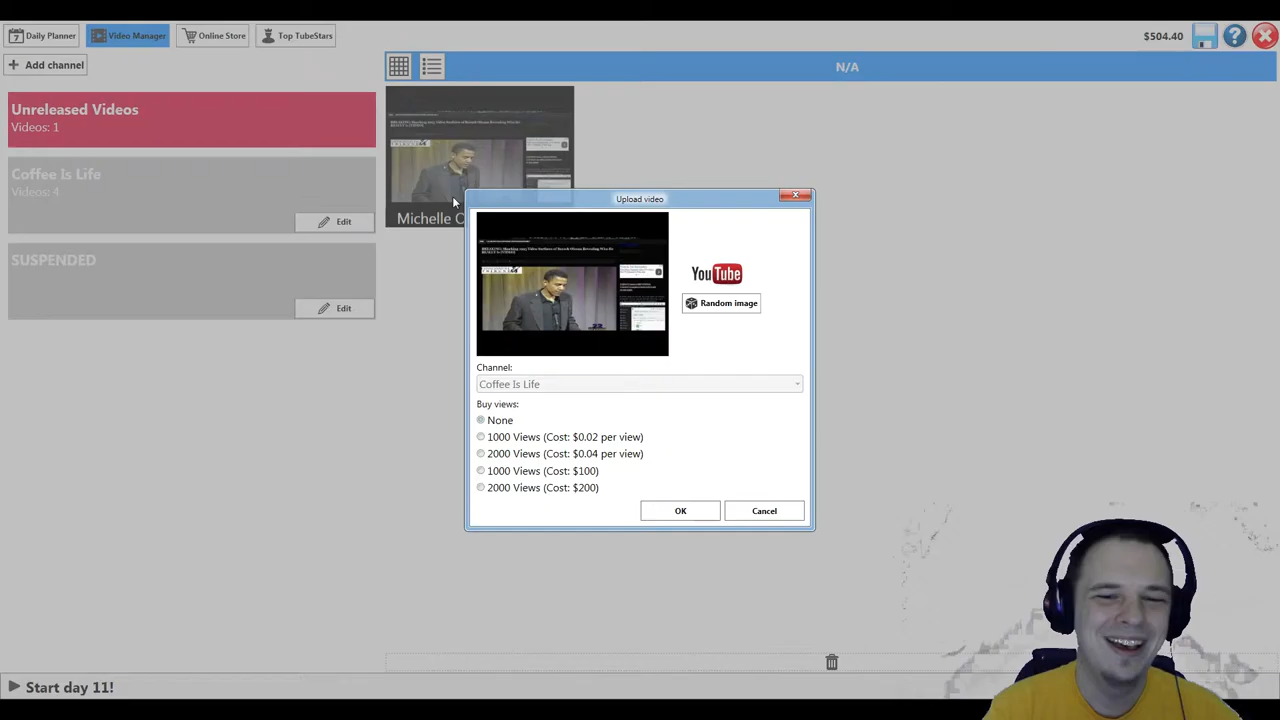 7 Daily Planner
Video Manager
Online Store
Top TubeStars
$504.40
?
+ Add channel
N/A
Unreleased Videos
Videos: 1
Coffee Is Life
Videos: 4
Edit
SUSPENDED
Edit
Michelle O
Upload video
YouTube
Random image
Channel:
Coffee Is Life
Buy views:
None
1000 Views (Cost: $0.02 per view)
2000 Views (Cost: $0.04 per view)
1000 Views (Cost: $100)
2000 Views (Cost: $200)
OK
Cancel
Start day 11!